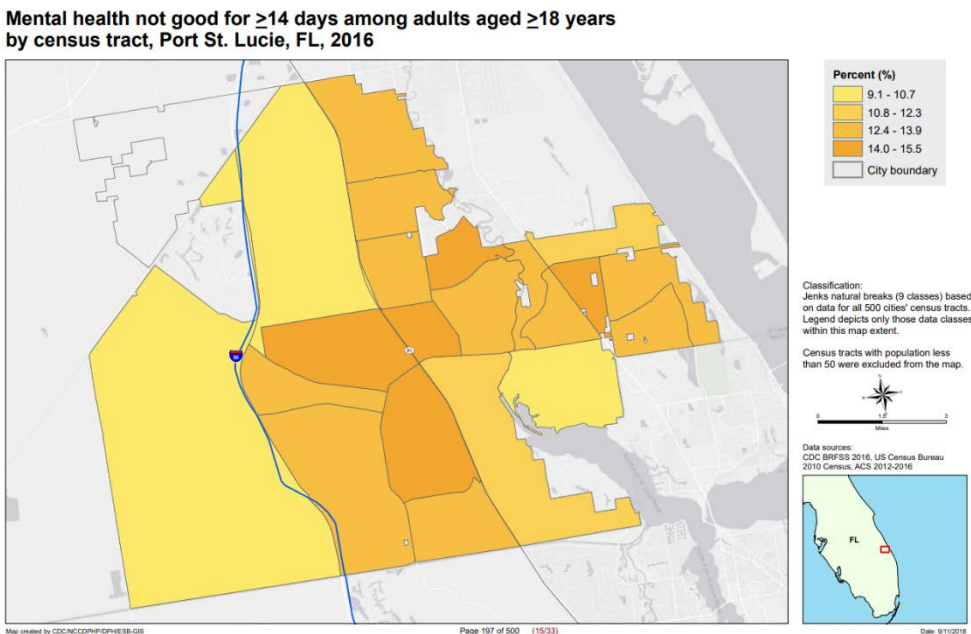 Mental health not good for ≥14 days among adults aged ≥18 years
by census tract, Port St. Lucie, FL, 2016
Percent (%)
9.1 - 10.7
10.8 - 12.3
12.4 - 13.9
14.0 - 15.5
City boundary
Classification:
Jenks natural breaks (9 classes) based
on data for all 500 cities' census tracts.
Legend depicts only those data classes
within this map extent.
Census tracts with population less
than 50 were excluded from the map.
0 1.5 3
Miles
Data sources:
CDC BRFSS 2016, US Census Bureau
2010 Census, ACS 2012-2016
FL
Map created by CDC/NCCDPHP/DPH/ESB-GIS
Page 197 of 500 (15/33)
Date: 9/11/2018